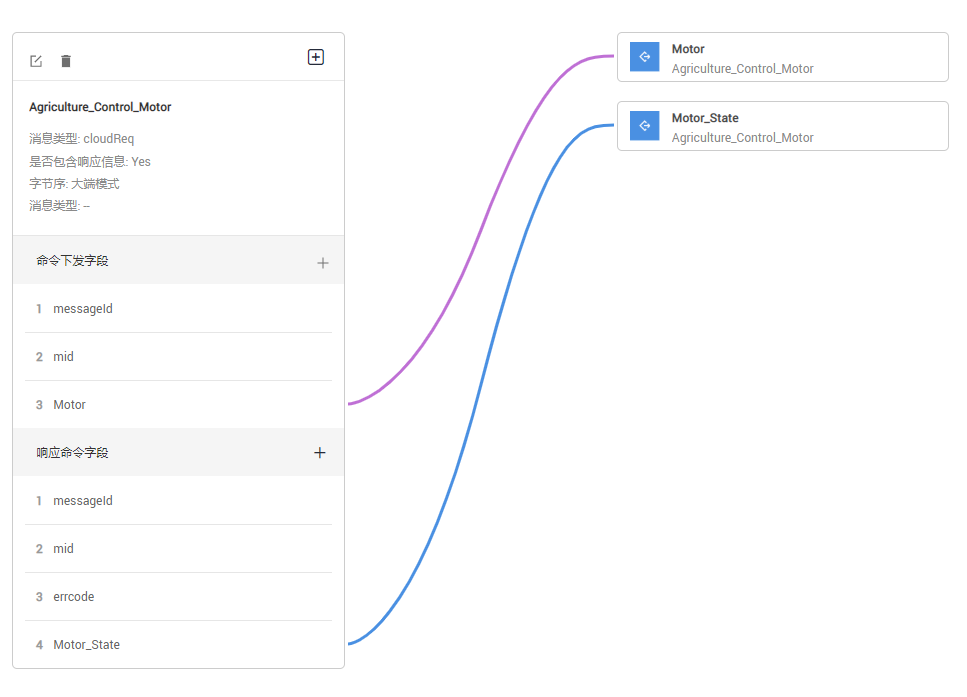 Agriculture_Control_Motor
消息类型: cloudReq
是否包含响应信息: Yes
字节序: 大端模式
消息类型: –
命令下发字段
1 messageId
2 mid
3 Motor
响应命令字段
1 messageId
2 mid
3 errcode
4 Motor_State
Motor
Agriculture_Control_Motor
Motor_State
Agriculture_Control_Motor